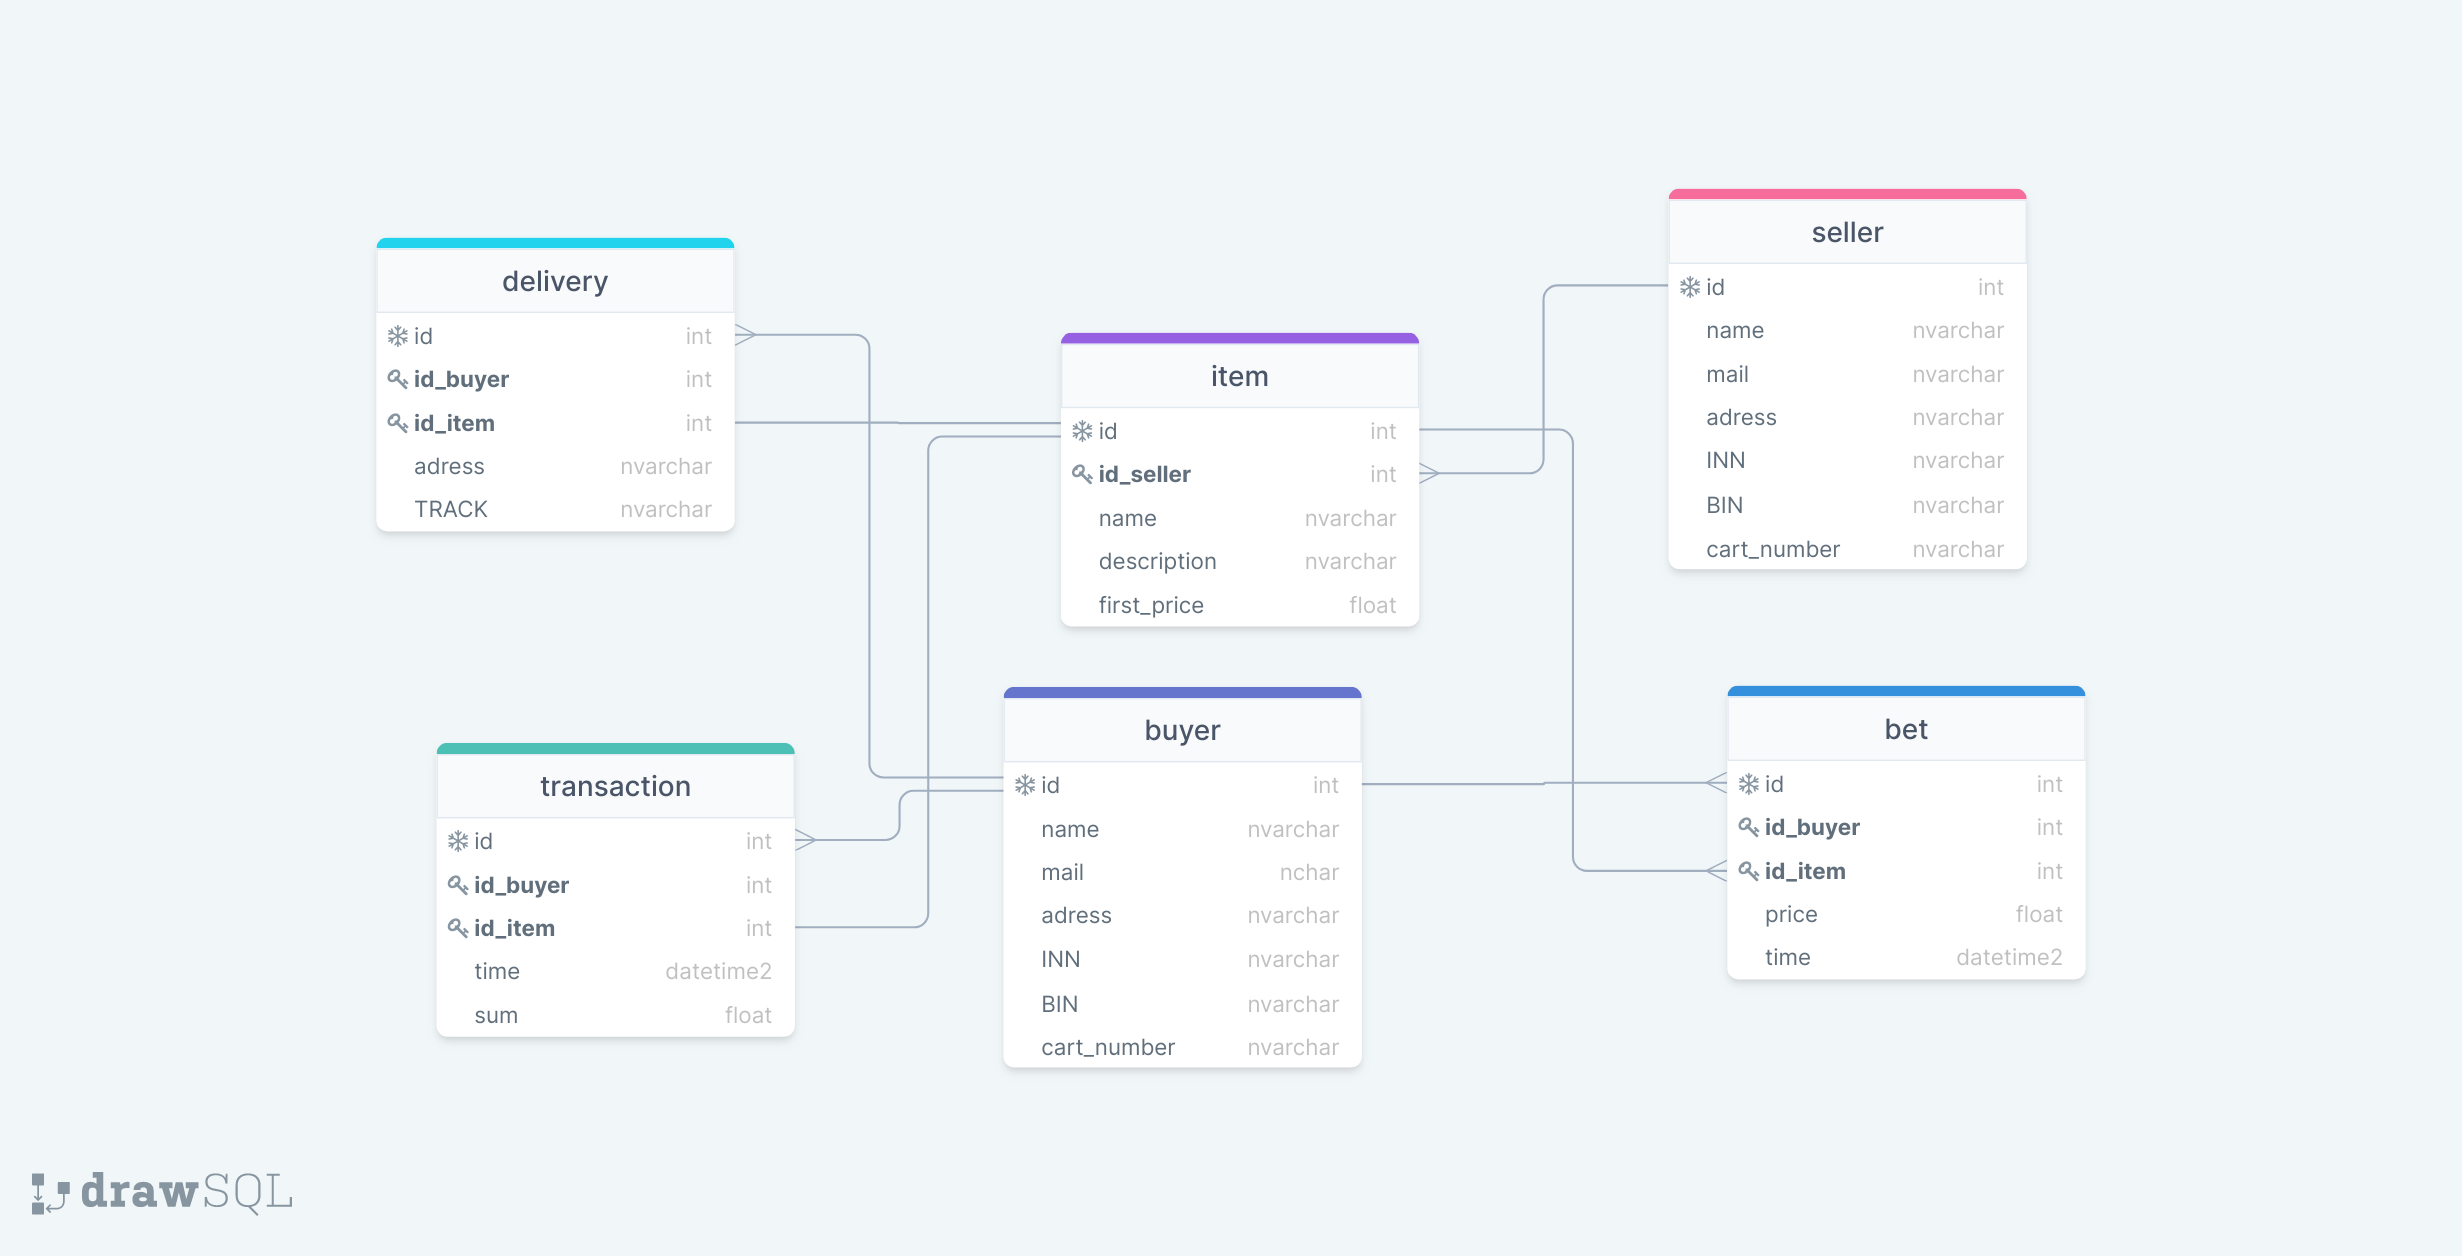 delivery
id int
id_buyer int
id_item int
adress nvarchar
TRACK nvarchar
item
id int
id_seller int
name nvarchar
description nvarchar
first_price float
seller
id int
name nvarchar
mail nvarchar
adress nvarchar
INN nvarchar
BIN nvarchar
cart_number nvarchar
transaction
id int
id_buyer int
id_item int
time datetime2
sum float
buyer
id int
name nvarchar
mail nchar
adress nvarchar
INN nvarchar
BIN nvarchar
cart_number nvarchar
bet
id int
id_buyer int
id_item int
price float
time datetime2
drawSQL